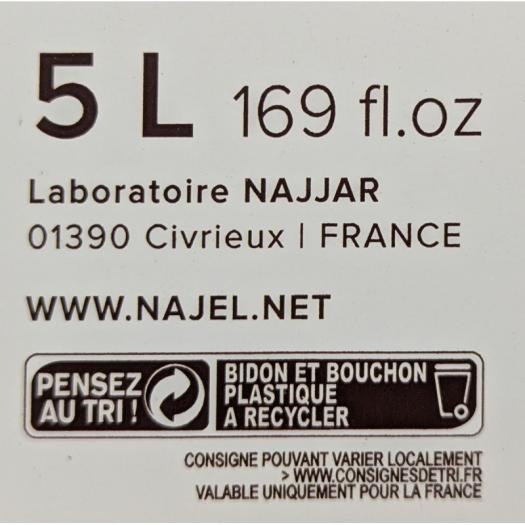 5 L 169 fl.oz
Laboratoire NAJJAR
01390 Civrieux | FRANCE
WWW.NAJEL.NET
PENSEZ
AU TRI !
BIDON ET BOUCHON
PLASTIQUE
A RECYCLER
CONSIGNE POUVANT VARIER LOCALEMENT
> WWW.CONSIGNESDETRI.FR
VALABLE UNIQUEMENT POUR LA FRANCE